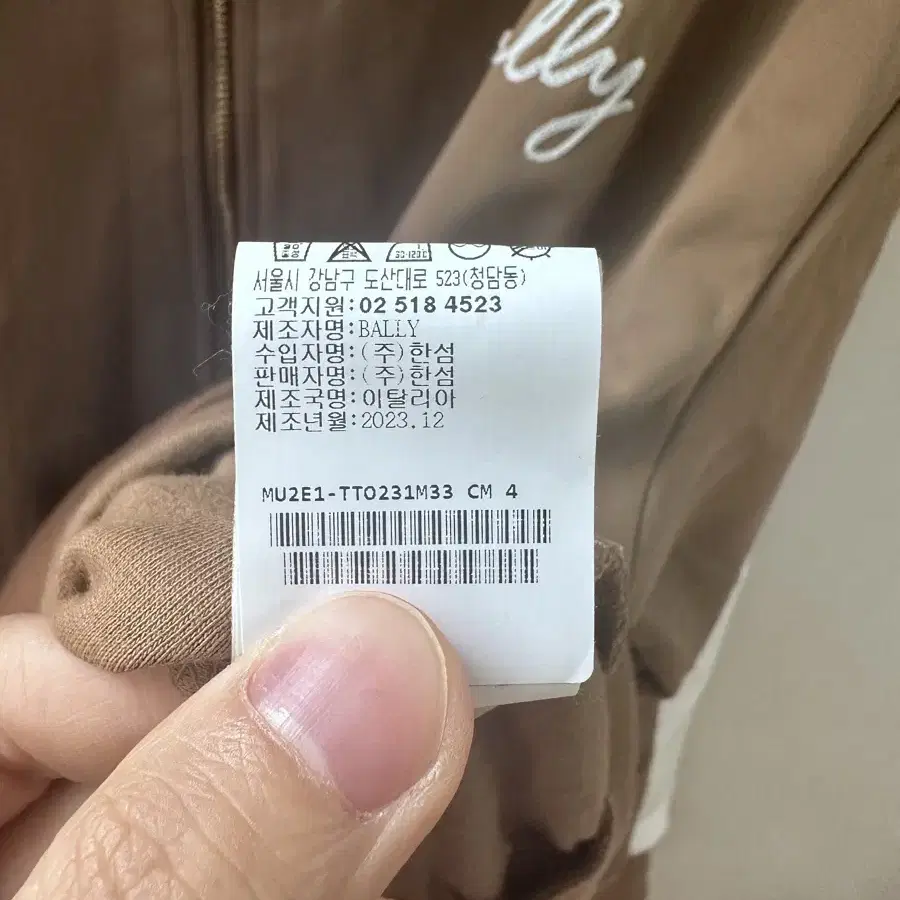 lly
서울시 강남구 도산대로 523(청담동)
고객지원:02 518 4523
제조자명:BALLY
수입자명:(주)한섬
판매자명:(주)한섬
제조국명:이탈리아
제조년월:2023.12
MU2E1-TTO231M33 CM 4